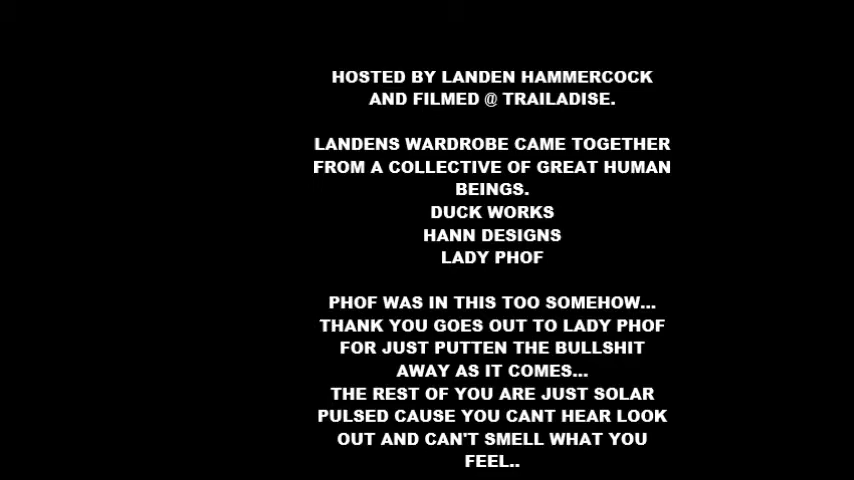 HOSTED BY LANDEN HAMMERCOCK
AND FILMED @ TRAILADISE.
LANDENS WARDROBE CAME TOGETHER
FROM A COLLECTIVE OF GREAT HUMAN
BEINGS.
DUCK WORKS
HANN DESIGNS
LADY PHOF
PHOF WAS IN THIS TOO SOMEHOW...
THANK YOU GOES OUT TO LADY PHOF
FOR JUST PUTTEN THE BULLSHIT
AWAY AS IT COMES...
THE REST OF YOU ARE JUST SOLAR
PULSED CAUSE YOU CANT HEAR LOOK
OUT AND CAN'T SMELL WHAT YOU
FEEL..